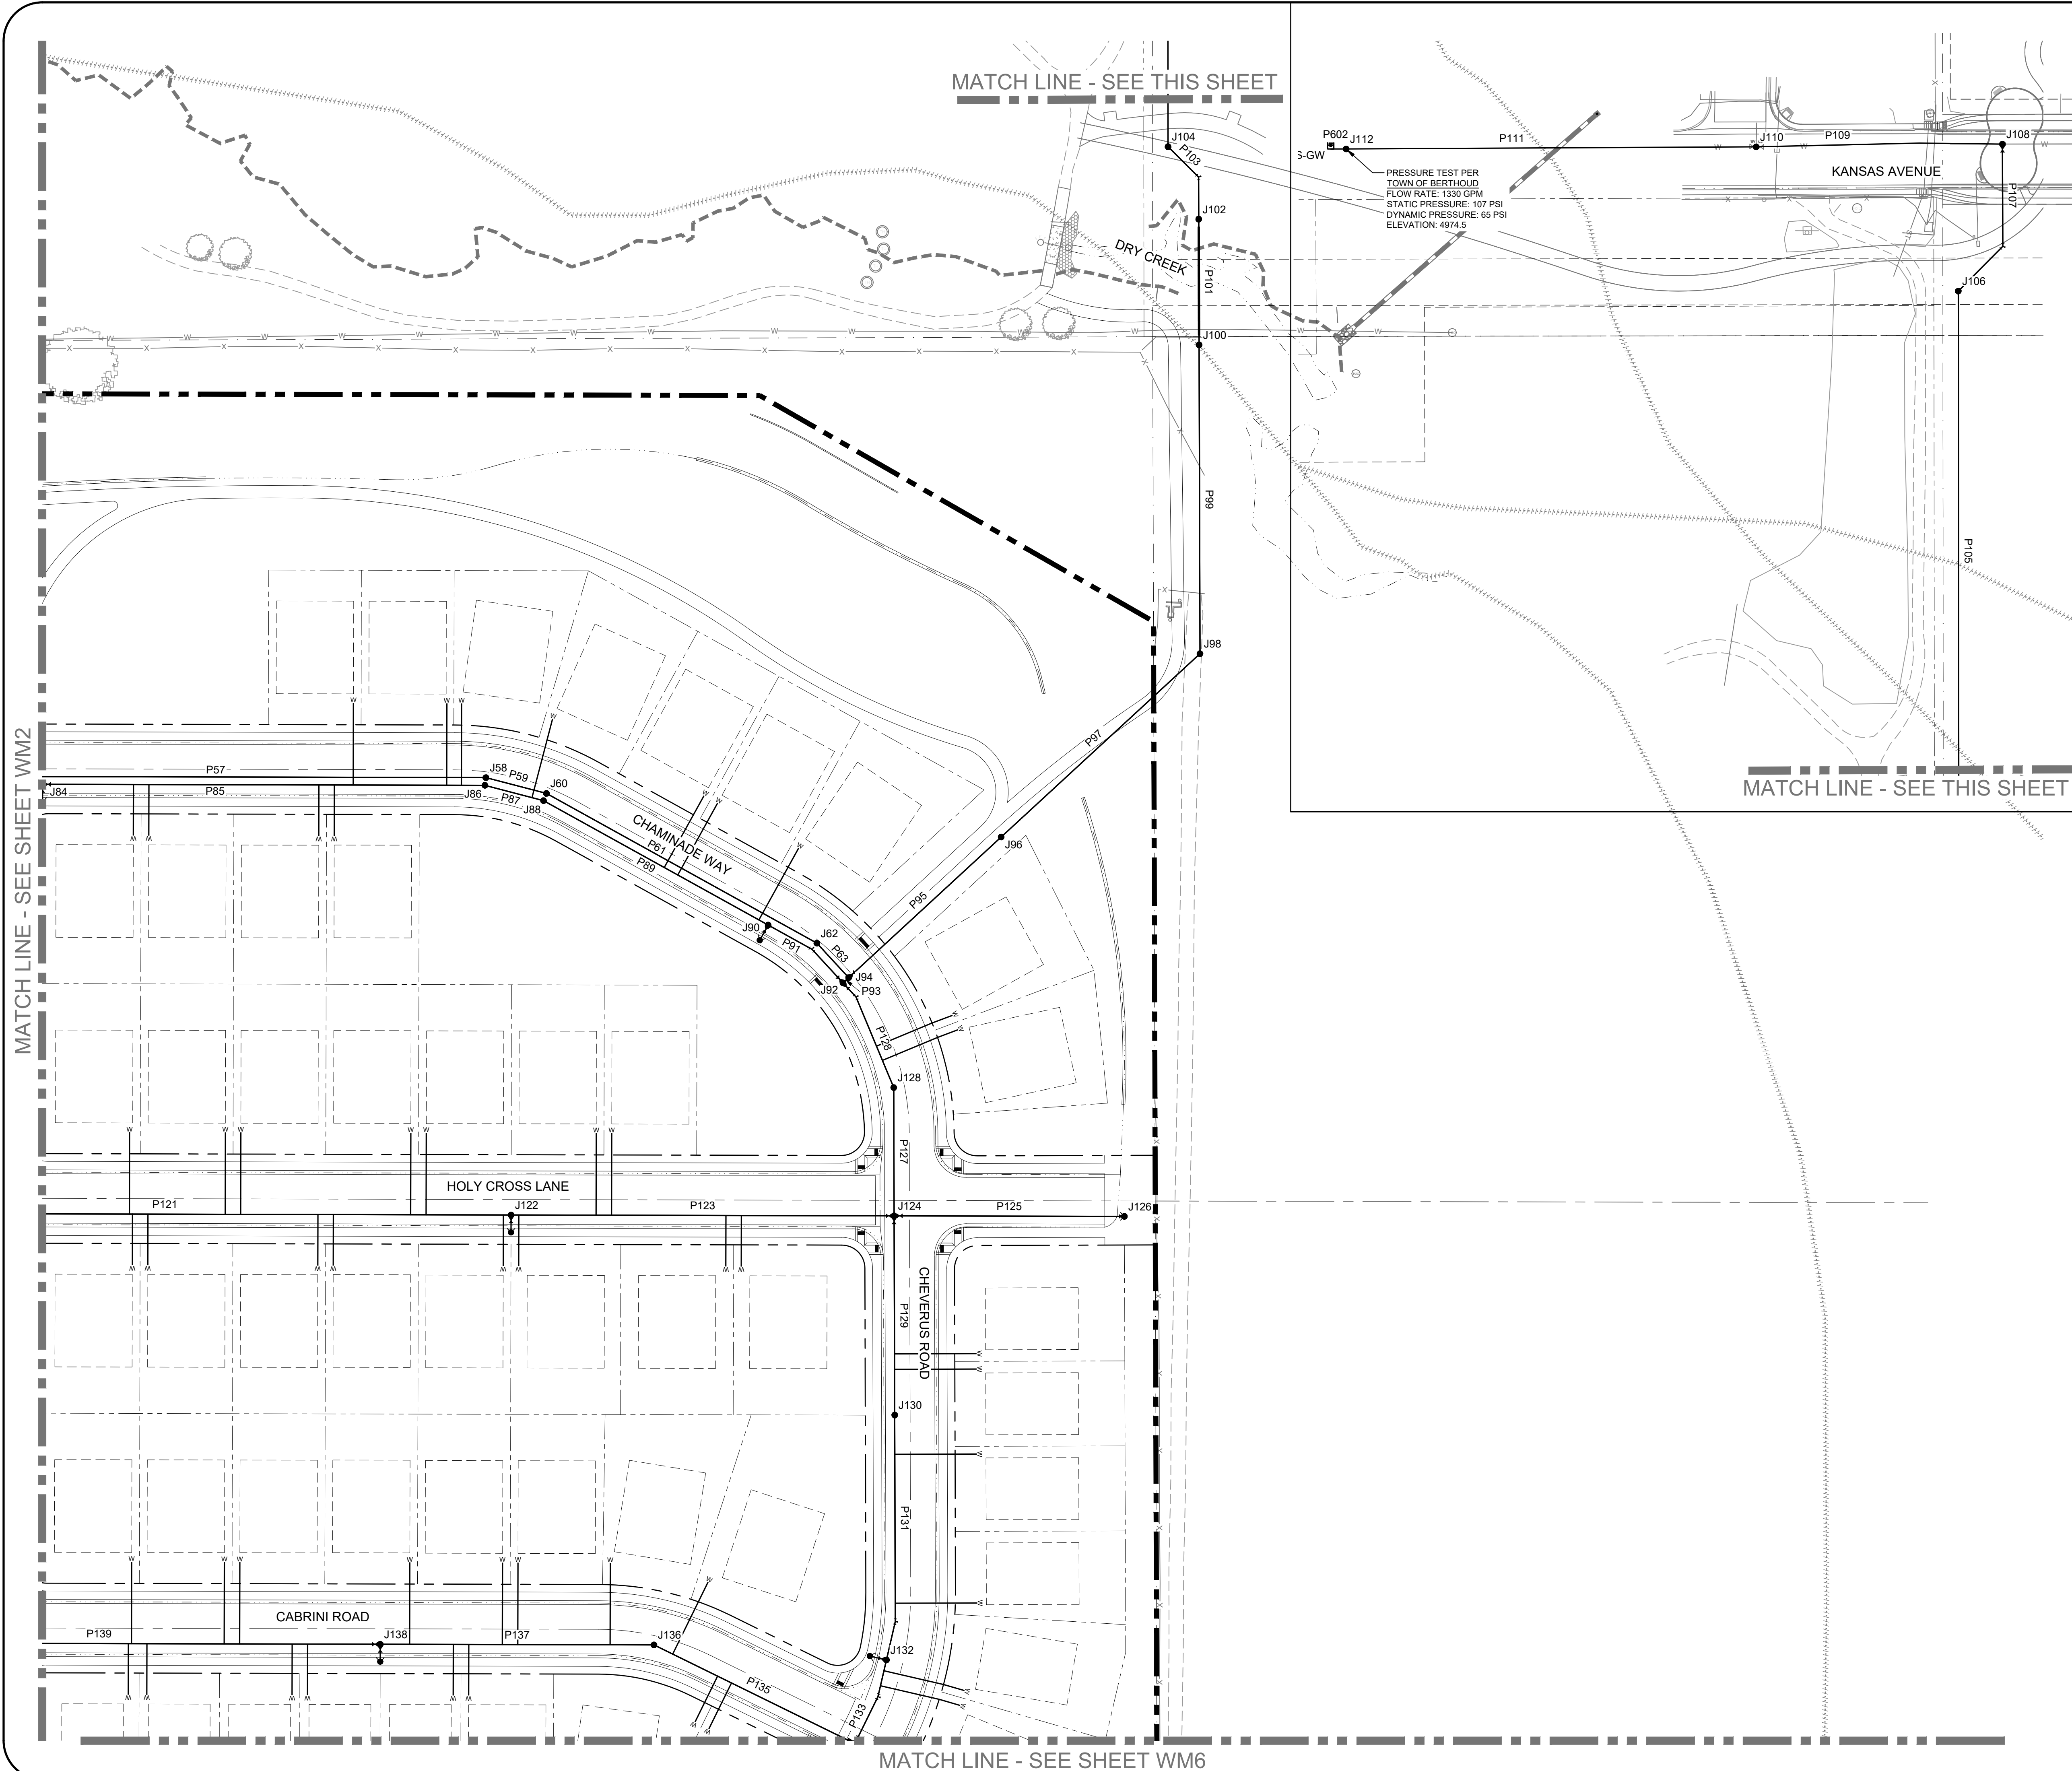 MATCH LINE - SEE THIS SHEET
J104
P103
J102
DRY CREEK
P101
J100
P99
J98
P97
J96
P95
P602
J112
S-GW
P111
J110
P109
J108
KANSAS AVENUE
P107
J106
P105
PRESSURE TEST PER
TOWN OF BERTHOUD
FLOW RATE: 1330 GPM
STATIC PRESSURE: 107 PSI
DYNAMIC PRESSURE: 65 PSI
ELEVATION: 4974.5
MATCH LINE - SEE THIS SHEET
MATCH LINE - SEE SHEET WM2
P57
J58
P59
J60
J84
P85
J86
P87
J88
CHAMINADE WAY
P61
P89
J90
P91
J62
P63
J94
J92
P93
P128
J128
P127
HOLY CROSS LANE
P121
J122
P123
J124
P125
J126
CHEVERUS ROAD
P129
J130
P131
CABRINI ROAD
P139
J138
P137
J136
J132
P135
P133
MATCH LINE - SEE SHEET WM6